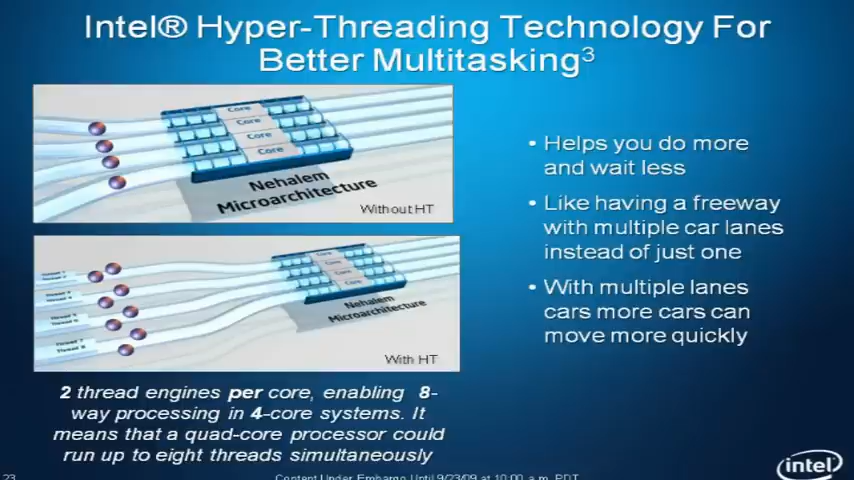 Intel® Hyper-Threading Technology For
Better Multitasking³
Core
Core
Core
Core
Nehalem
Microarchitecture
Without HT
• Helps you do more
and wait less
• Like having a freeway
with multiple car lanes
instead of just one
• With multiple lanes
cars more cars can
move more quickly
Core
Core
Core
Core
Nehalem
Microarchitecture
With HT
2 thread engines per core, enabling 8-
way processing in 4-core systems. It
means that a quad-core processor could
run up to eight threads simultaneously
intel
23
Content Under Embargo Until 9/23/09 at 10:00 a.m. PDT